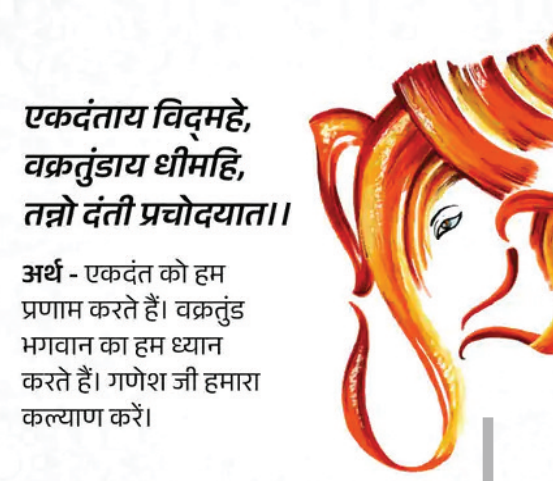 एकदंताय विद्महे,
वक्रतुंडाय धीमहि,
तन्नो दंती प्रचोदयात।।
अर्थ - एकदंत को हम
प्रणाम करते हैं। वक्रतुंड
भगवान का हम ध्यान
करते हैं। गणेश जी हमारा
कल्याण करें।